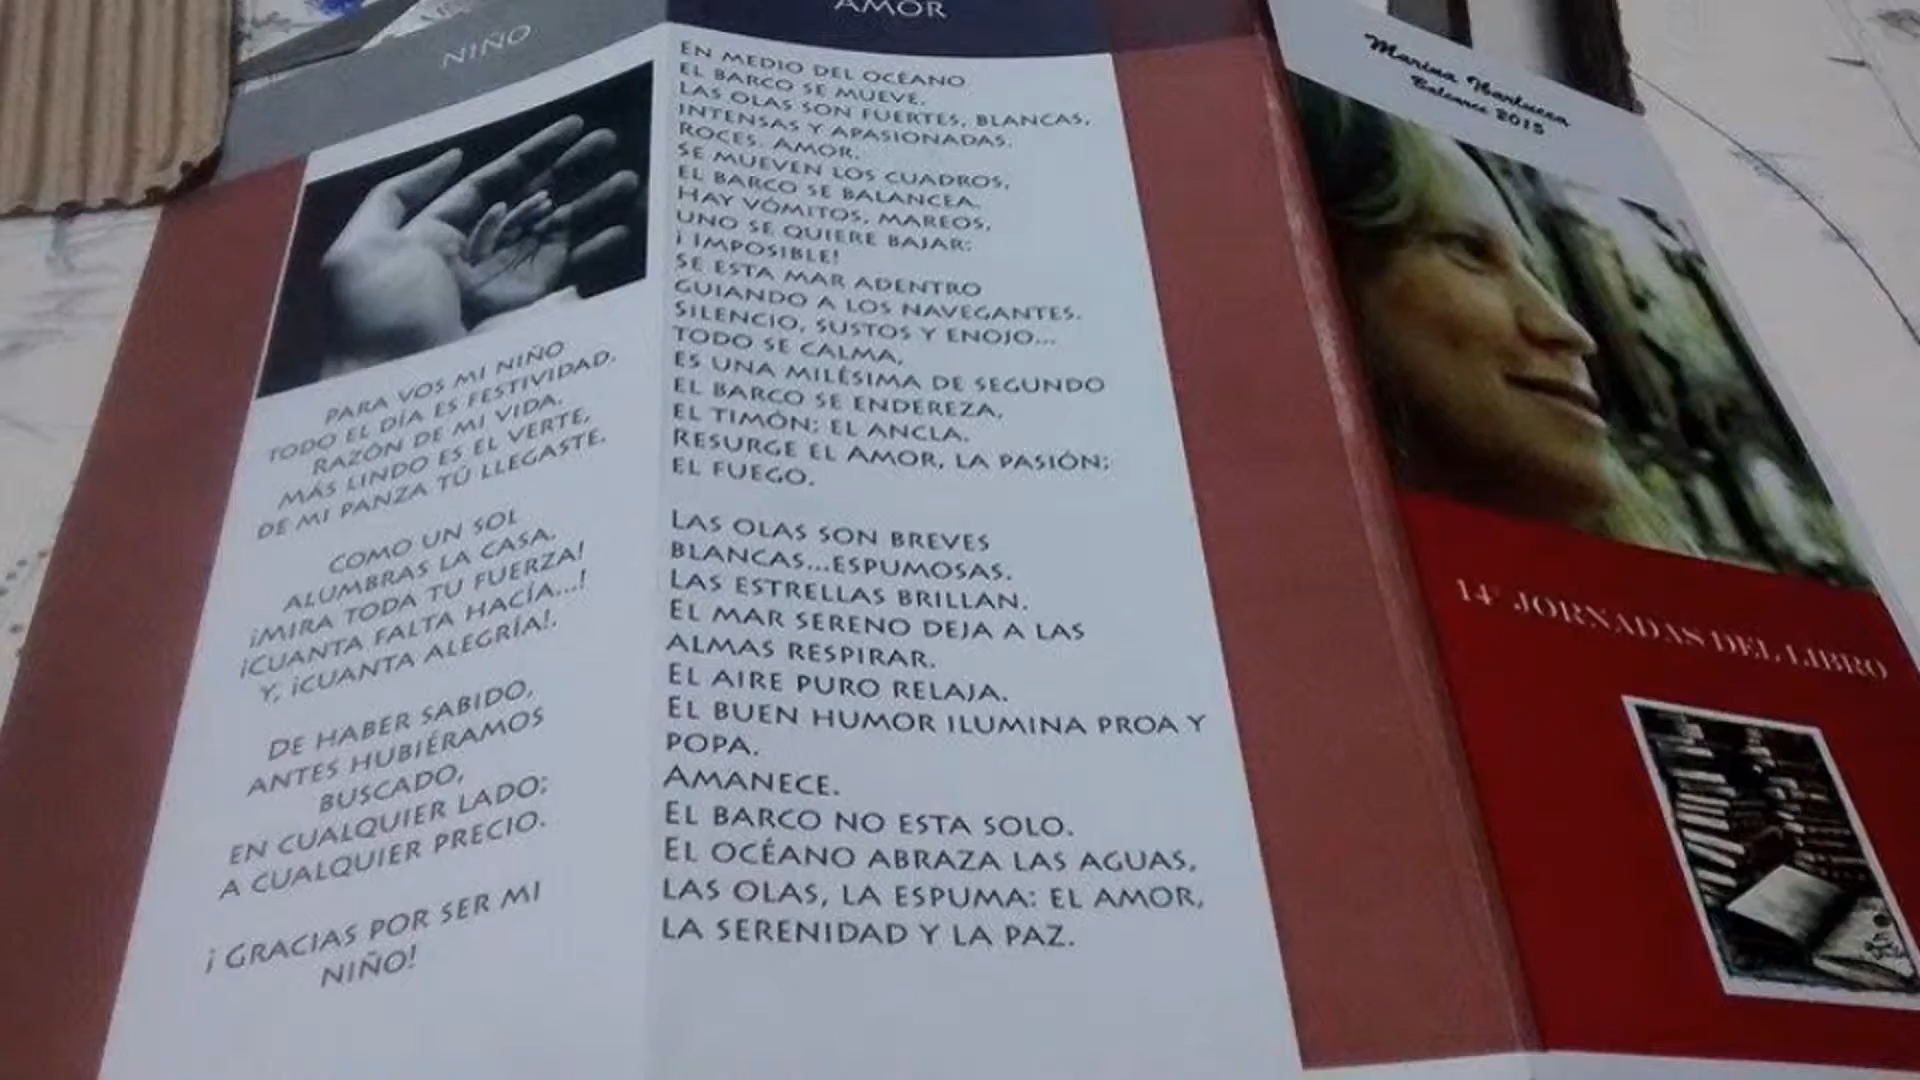 NIÑO
PARA VOS MI NIÑO
TODO EL DÍA ES FESTIVIDAD.
RAZÓN DE MI VIDA.
MÁS LINDO ES EL VERTE,
DE MI PANZA TÚ LLEGASTE.
COMO UN SOL
ALUMBRAS LA CASA.
¡MIRA TODA TU FUERZA!
¡CUANTA FALTA HACÍA...!
Y, ¡CUANTA ALEGRÍA!.
DE HABER SABIDO,
ANTES HUBIÉRAMOS
BUSCADO,
EN CUALQUIER LADO;
A CUALQUIER PRECIO.
¡ GRACIAS POR SER MI
NIÑO!
AMOR
EN MEDIO DEL OCÉANO
EL BARCO SE MUEVE.
LAS OLAS SON FUERTES, BLANCAS,
INTENSAS Y APASIONADAS.
ROCES. AMOR.
SE MUEVEN LOS CUADROS,
EL BARCO SE BALANCEA.
HAY VÓMITOS, MAREOS,
UNO SE QUIERE BAJAR:
¡ IMPOSIBLE!
SE ESTA MAR ADENTRO
GUIANDO A LOS NAVEGANTES.
SILENCIO, SUSTOS Y ENOJO...
TODO SE CALMA,
ES UNA MILÉSIMA DE SEGUNDO
EL BARCO SE ENDEREZA,
EL TIMÓN: EL ANCLA.
RESURGE EL AMOR, LA PASIÓN;
EL FUEGO.
LAS OLAS SON BREVES
BLANCAS...ESPUMOSAS.
LAS ESTRELLAS BRILLAN.
EL MAR SERENO DEJA A LAS
ALMAS RESPIRAR.
EL AIRE PURO RELAJA.
EL BUEN HUMOR ILUMINA PROA Y
POPA.
AMANECE.
EL BARCO NO ESTA SOLO.
EL OCÉANO ABRAZA LAS AGUAS,
LAS OLAS, LA ESPUMA: EL AMOR,
LA SERENIDAD Y LA PAZ.
Marina
Balcarce 2015
14° JORNADAS DEL LIBRO